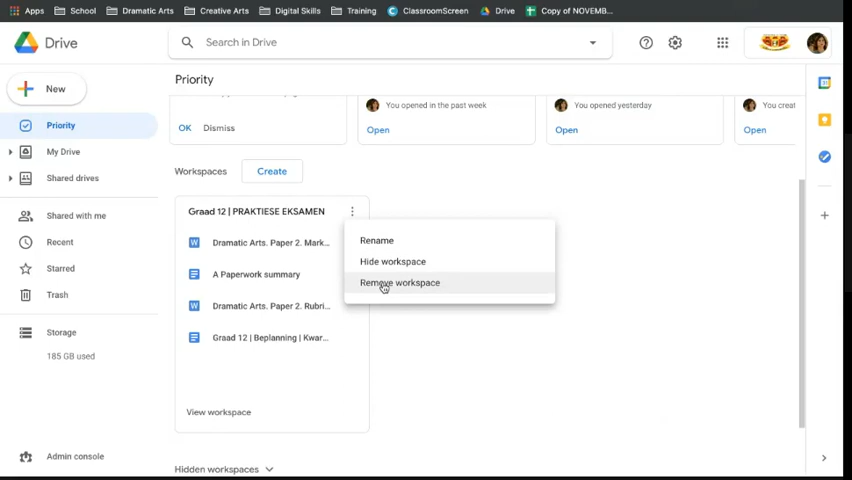 Apps School Dramatic Arts Creative Arts Digital Skills Training ClassroomScreen Drive Copy of NOVEMB...
Drive
Search in Drive
New
Priority
My Drive
Shared drives
Shared with me
Recent
Starred
Trash
Storage
185 GB used
Admin console
Priority
You opened in the past week
You opened yesterday
You creat
OK Dismiss
Open
Open
Open
Workspaces Create
Graad 12 | PRAKTIESE EKSAMEN
Dramatic Arts. Paper 2. Mark...
A Paperwork summary
Dramatic Arts. Paper 2. Rubri...
Graad 12 | Beplanning | Kwar...
View workspace
Rename
Hide workspace
Remove workspace
Hidden workspaces